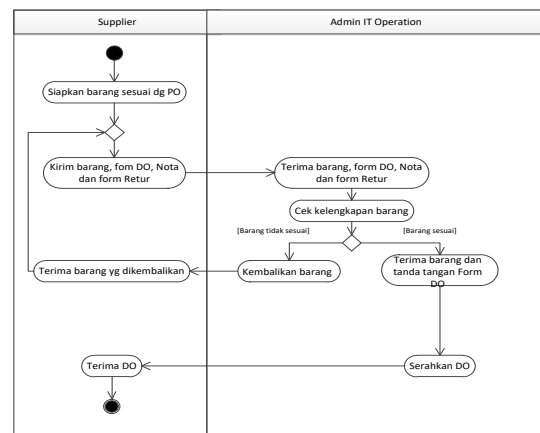 Supplier
Admin IT Operation
Siapkan barang sesuai dg PO
Kirim barang, fom DO, Nota
dan form Retur
Terima barang, form DO, Nota
dan form Retur
Cek kelengkapan barang
[Barang tidak sesuai]
[Barang sesuai]
Terima barang yg dikembalikan
Kembalikan barang
Terima barang dan
tanda tangan Form
DO
Terima DO
Serahkan DO